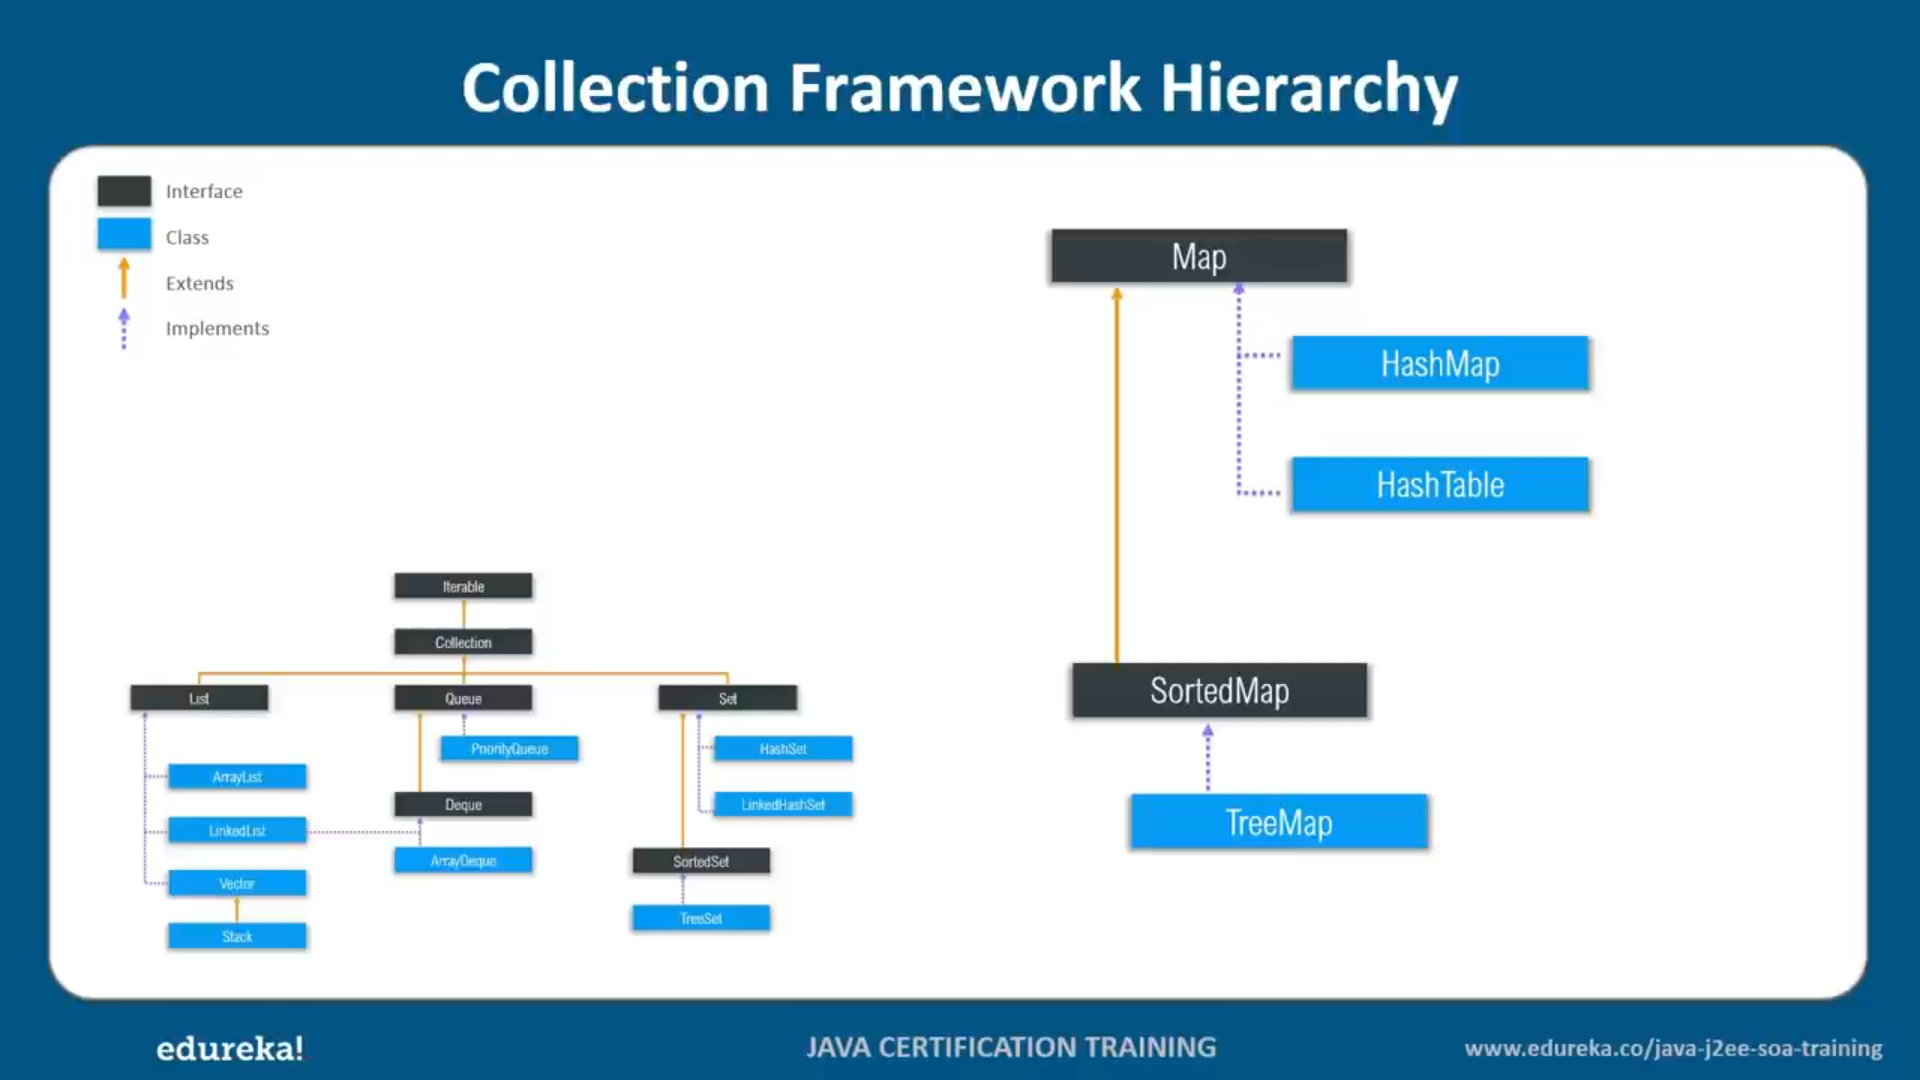 Collection Framework Hierarchy
Interface
Class
Extends
Implements
Map
HashMap
HashTable
SortedMap
TreeMap
Iterable
Collection
List
Queue
Set
PriorityQueue
HashSet
ArrayList
Deque
LinkedHashSet
LinkedList
ArrayDeque
SortedSet
Vector
TreeSet
Stack
edureka!
JAVA CERTIFICATION TRAINING
www.edureka.co/java-j2ee-soa-training